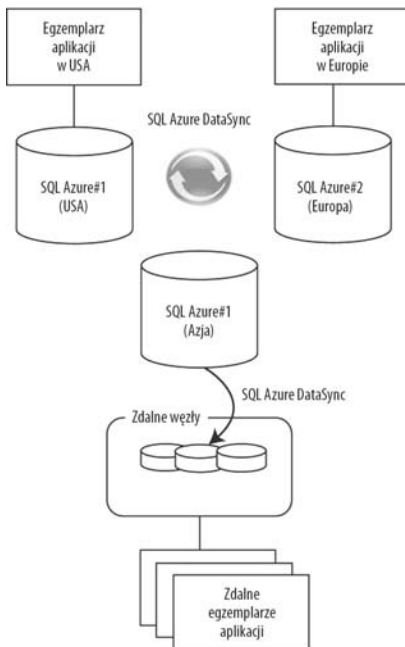 Egzemplarz
aplikacji
w USA
Egzemplarz
aplikacji
w Europie
SQL Azure DataSync
SQL Azure#1
(USA)
SQL Azure#2
(Europa)
SQL Azure#1
(Azja)
SQL Azure DataSync
Zdalne węzły
Zdalne
egzemplarze
aplikacji